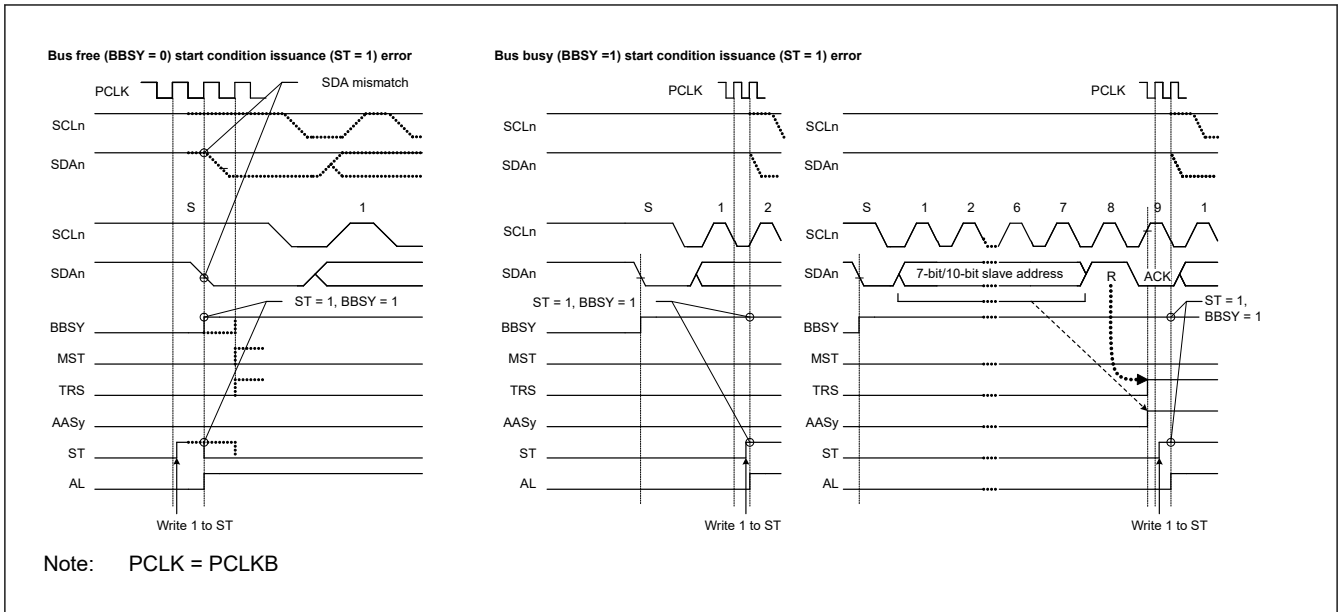 Bus free (BBSY = 0) start condition issuance (ST = 1) error
PCLK
SDA mismatch
SCLn
SDAn
S
1
SCLn
SDAn
ST = 1, BBSY = 1
BBSY
MST
TRS
AASy
ST
AL
Write 1 to ST
Bus busy (BBSY =1) start condition issuance (ST = 1) error
PCLK
SCLn
SDAn
S
1
2
SCLn
SDAn
ST = 1, BBSY = 1
BBSY
MST
TRS
AASy
ST
AL
Write 1 to ST
PCLK
SCLn
SDAn
S
1
2
6
7
8
9
1
SCLn
SDAn
7-bit/10-bit slave address
R
ACK
ST = 1,
BBSY = 1
BBSY
MST
TRS
AASy
ST
AL
Write 1 to ST
Note: PCLK = PCLKB